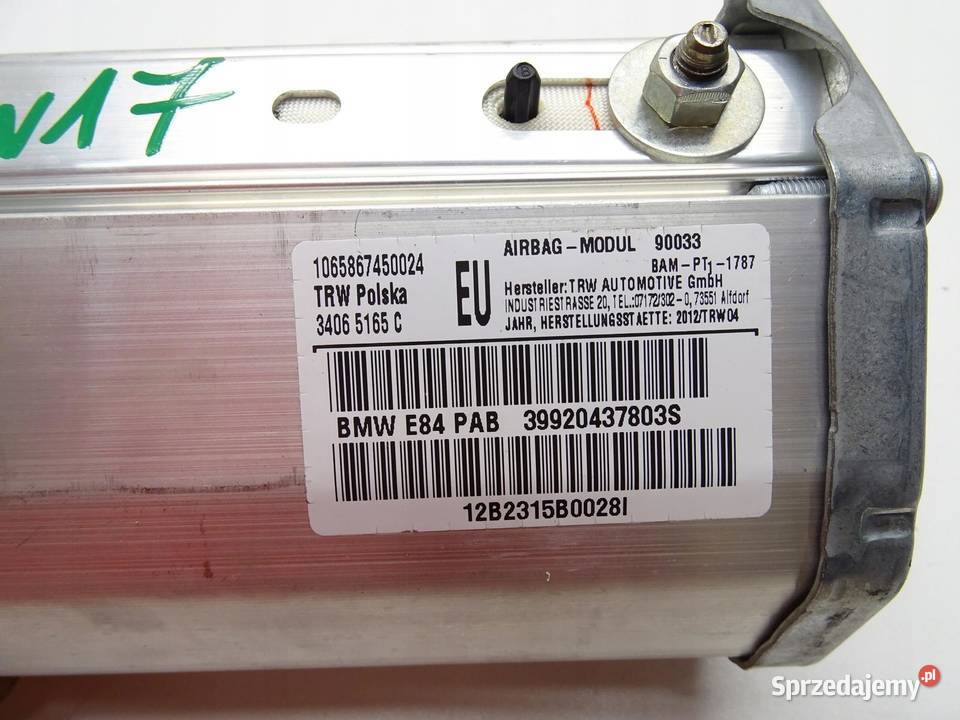 17
1065867450024
TRW Polska
3406 5165 C
EU
AIRBAG-MODUL 90033
BAM-PT1-1787
Hersteller: TRW AUTOMOTIVE GmbH
INDUSTRIESTRASSE 20, TEL.:07172/302-0, 73551 Alfdorf
JAHR, HERSTELLUNGSSTAETTE: 2012/TRW04
BMW E84 PAB 39920437803S
12B2315B0028I
Sprzedajemy.pl